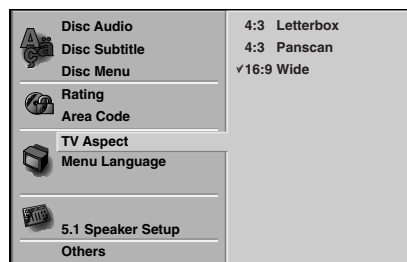 Disc Audio
Disc Subtitle
Disc Menu
Rating
Area Code
TV Aspect
Menu Language
5.1 Speaker Setup
Others
4:3 Letterbox
4:3 Panscan
✓16:9 Wide